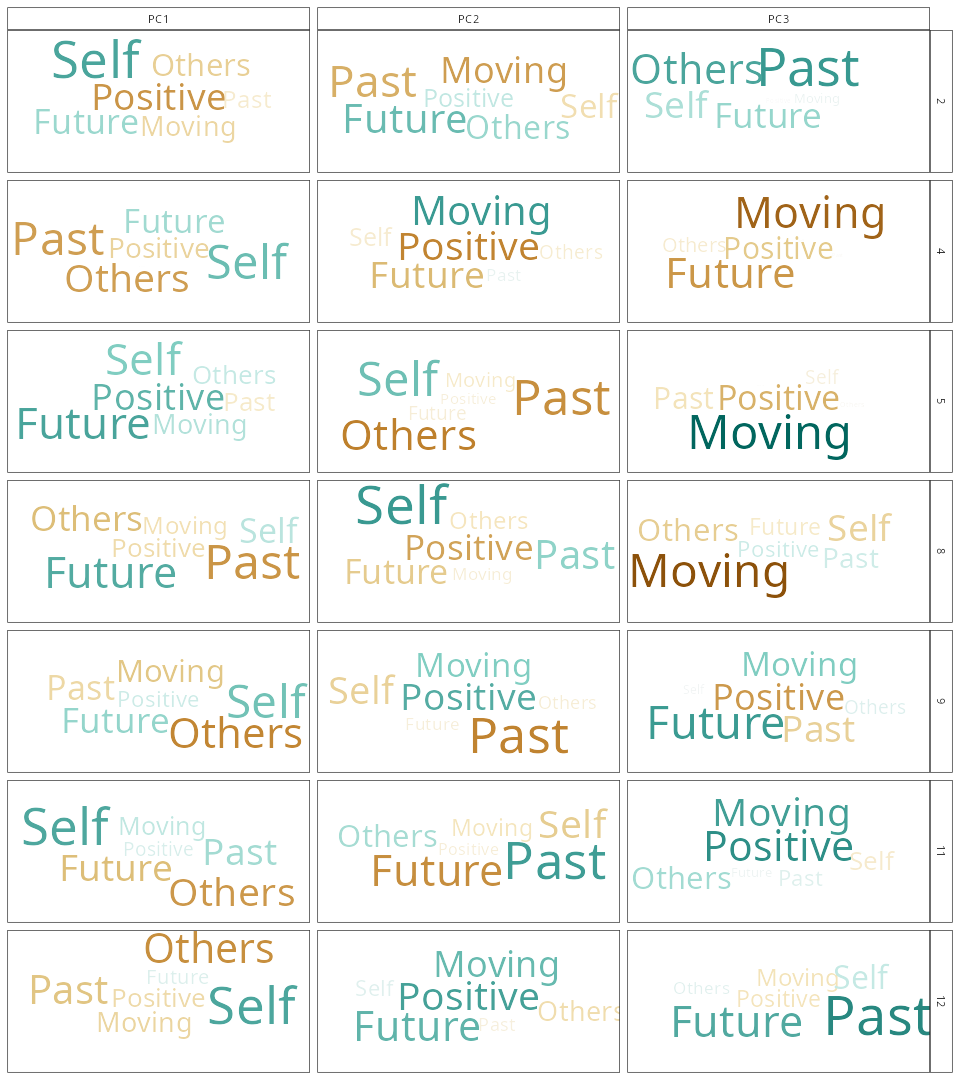 PC1 PC2 PC3
Self Others
Positive Past
Future Moving
Past Moving
Positive Self
Future Others
Others Past
Self Moving
Future
2
Past Future
Positive Self
Others
Moving
Self Positive Others
Future Past
Moving
Others Positive
Future
4
Self Others
Positive Past
Future Moving
Self Moving Past
Positive
Future
Others
Self
Past Positive
Moving
5
Others Moving Self
Positive Past
Future
Self Others
Positive Past
Future Moving
Others Future Self
Positive Past
Moving
8
Moving
Past Positive Self
Future Others
Moving
Self Positive Others
Future Past
Moving
Self Positive Others
Future Past
9
Self Moving
Positive Past
Future Others
Others Moving Self
Positive Past
Future
Moving
Positive Self
Others Future Past
11
Others
Past Future
Positive Self
Moving
Moving
Self Positive Others
Future Past
Moving Self
Others Positive Past
Future
12